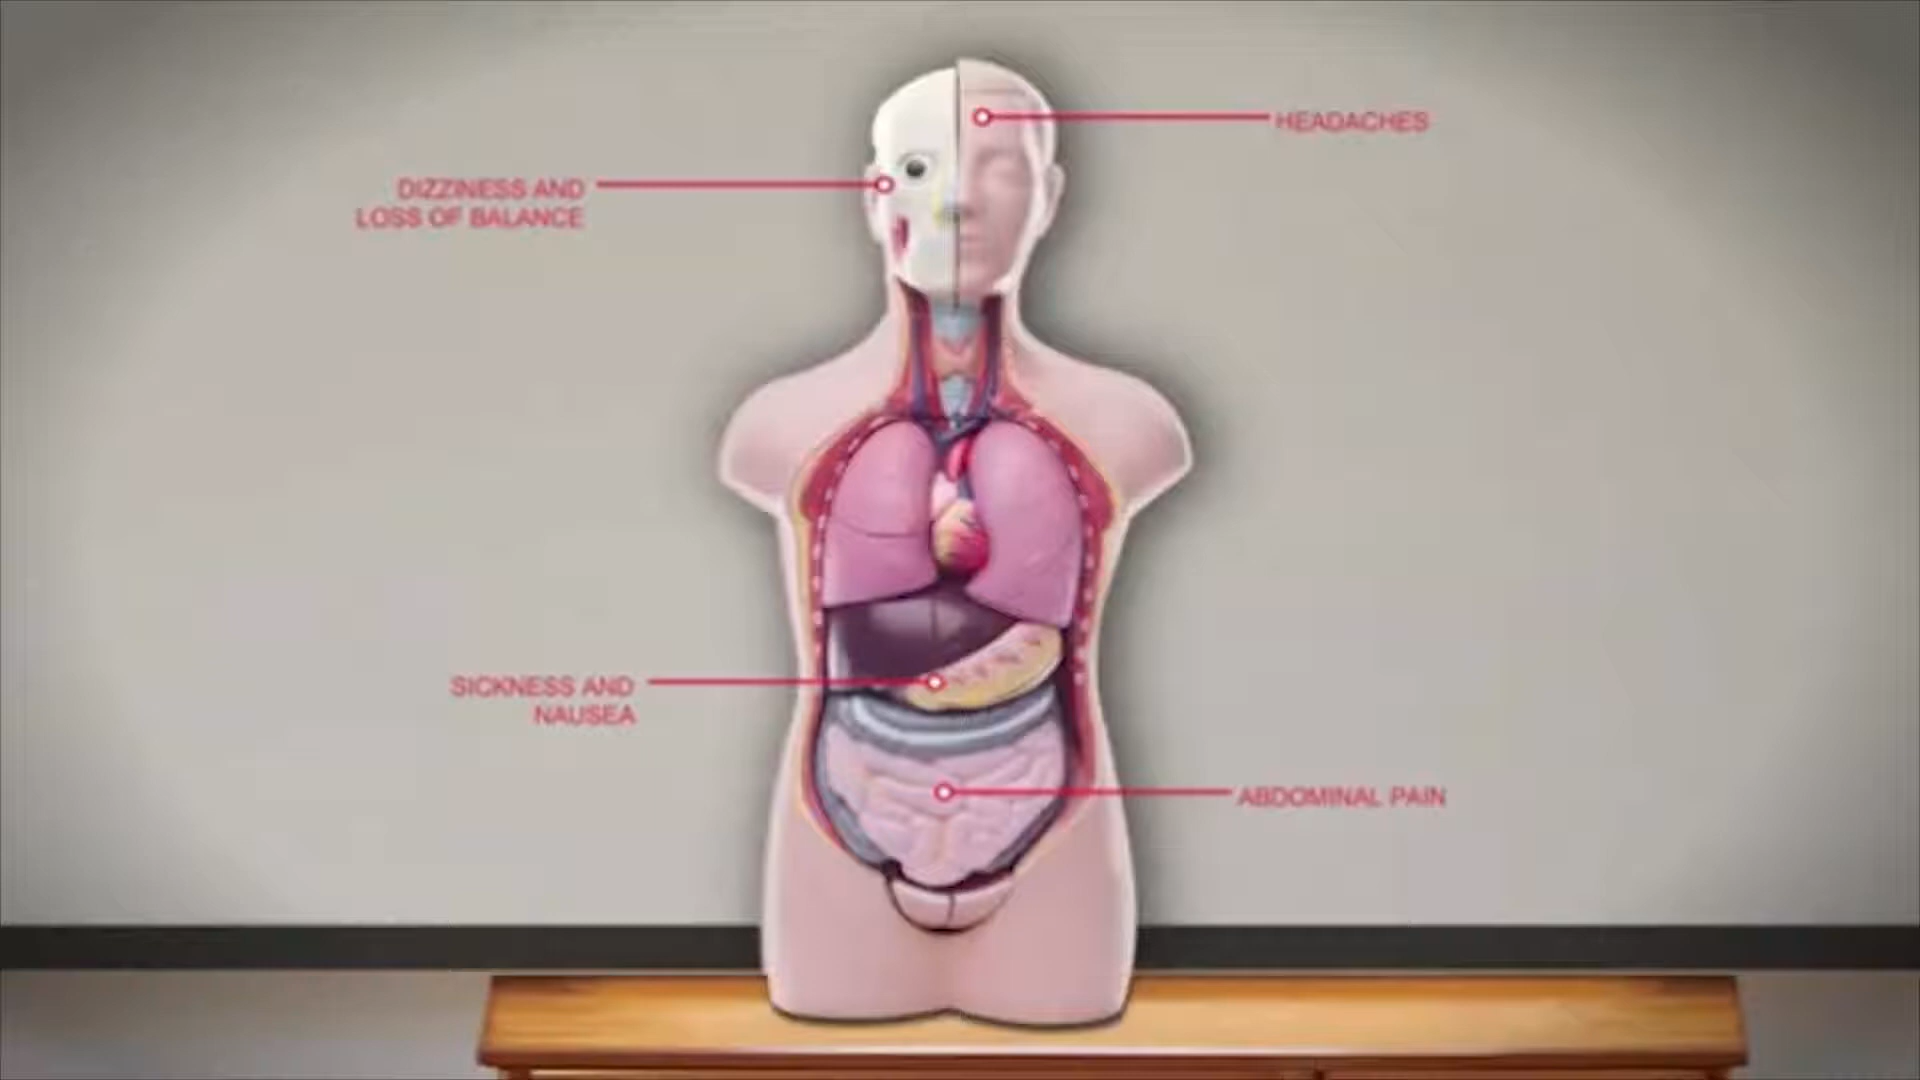 HEADACHES
DIZZINESS AND
LOSS OF BALANCE
SICKNESS AND
NAUSEA
ABDOMINAL PAIN